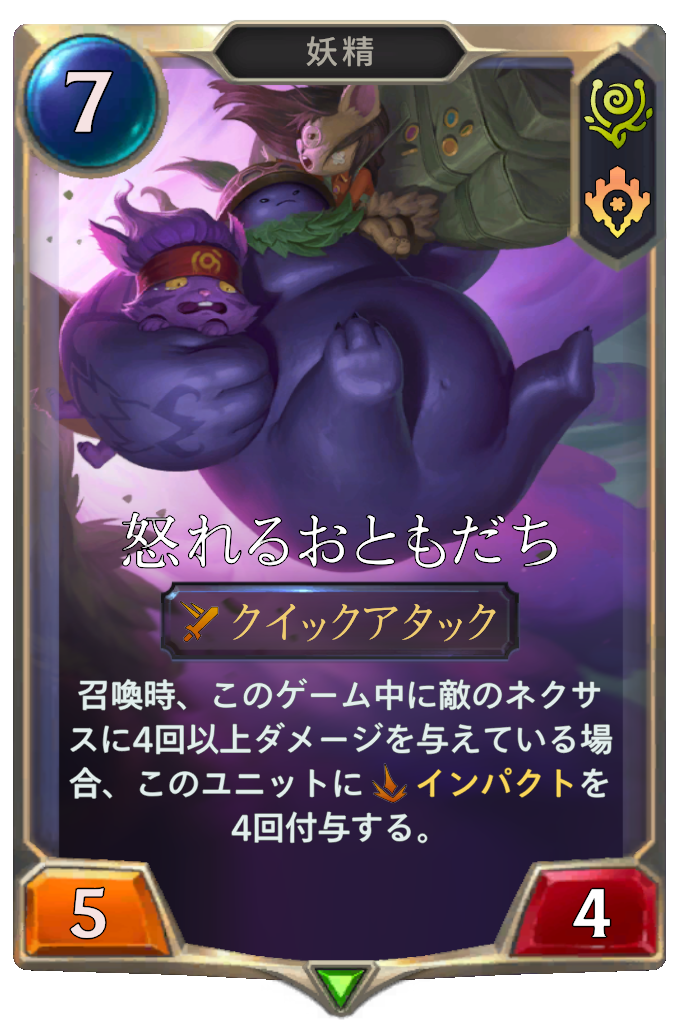 妖精
7
怒れるおともだち
クイックアタック
召喚時、このゲーム中に敵のネクサ
スに4回以上ダメージを与えている場
合、このユニットにインパクトを
4回付与する。
5
4